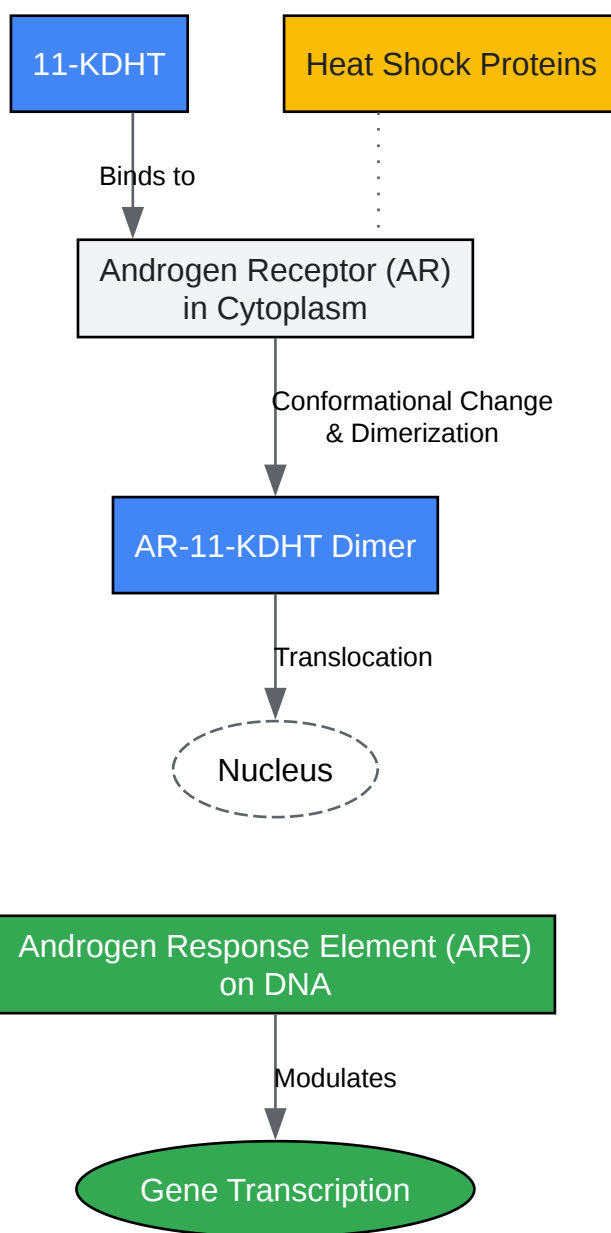 11-KDHT
Heat Shock Proteins
Binds to
Androgen Receptor (AR)
in Cytoplasm
Conformational Change
& Dimerization
AR-11-KDHT Dimer
Translocation
Nucleus
Androgen Response Element (ARE)
on DNA
Modulates
Gene Transcription